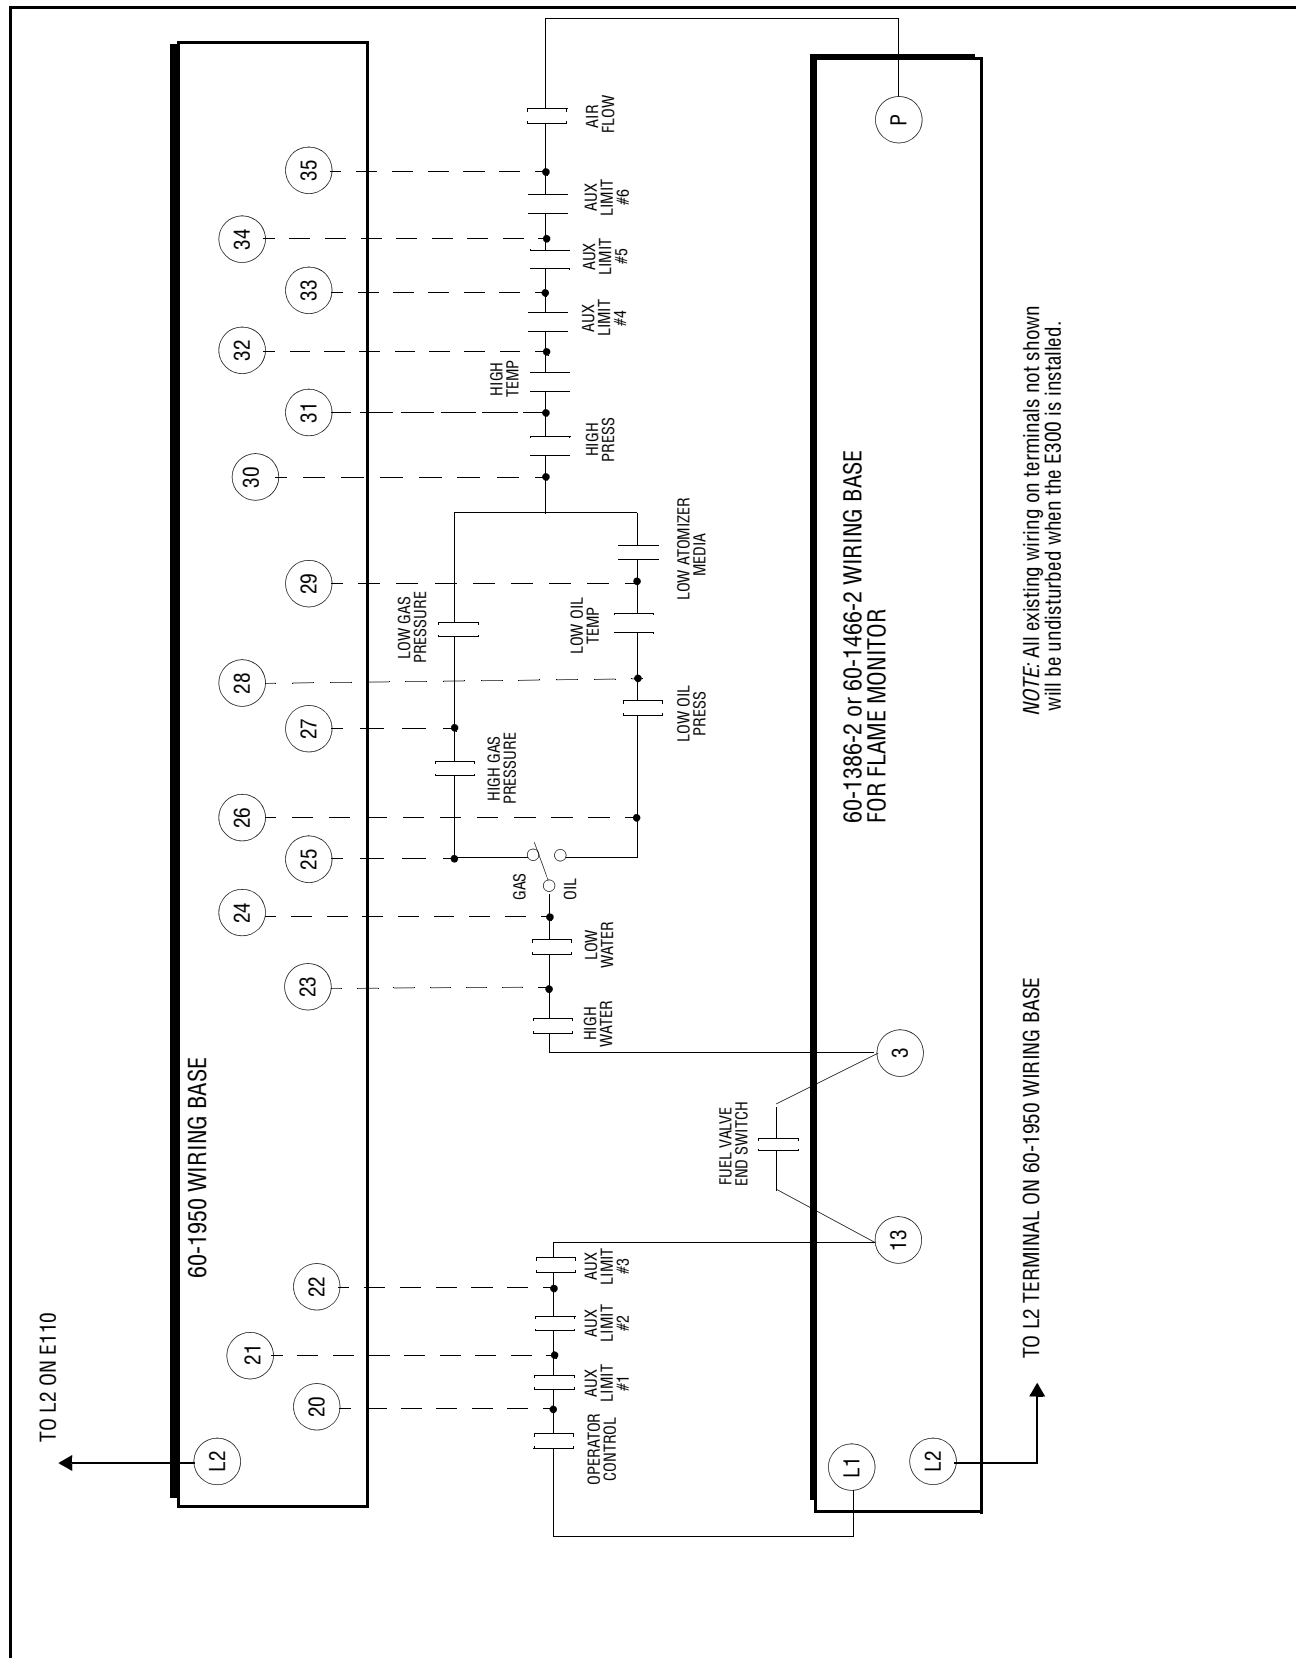 TO L2 ON E110
L2
60-1950 WIRING BASE
20
21
22
23
24
25
26
27
28
29
30
31
32
33
34
35
OPERATOR
CONTROL
AUX
LIMIT
#1
AUX
LIMIT
#2
AUX
LIMIT
#3
HIGH
WATER
LOW
WATER
GAS
OIL
HIGH GAS
PRESSURE
LOW GAS
PRESSURE
LOW OIL
PRESS
LOW OIL
TEMP
LOW ATOMIZER
MEDIA
HIGH
PRESS
HIGH
TEMP
AUX
LIMIT
#4
AUX
LIMIT
#5
AUX
LIMIT
#6
AIR
FLOW
FUEL VALVE
END SWITCH
L1
L2
13
3
P
60-1386-2 or 60-1466-2 WIRING BASE
FOR FLAME MONITOR
TO L2 TERMINAL ON 60-1950 WIRING BASE
NOTE: All existing wiring on terminals not shown
will be undisturbed when the E300 is installed.